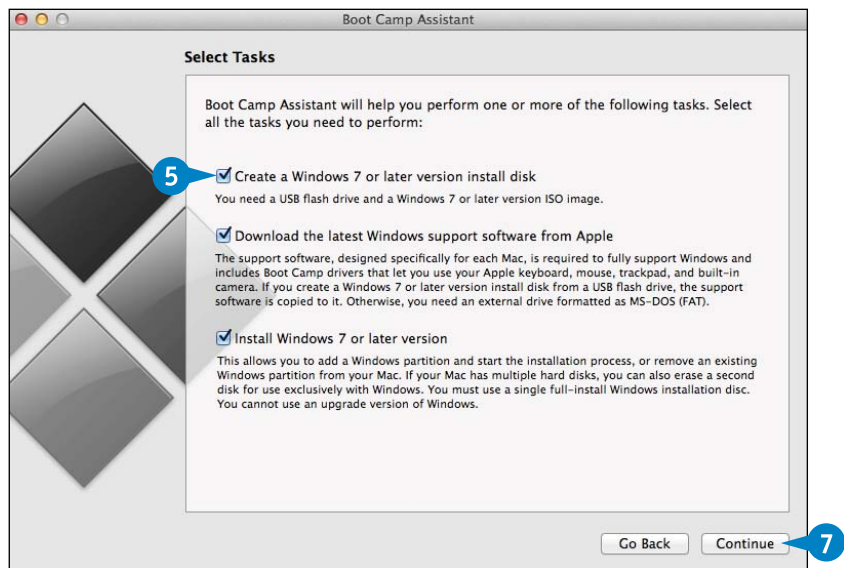 Boot Camp Assistant
Select Tasks
Boot Camp Assistant will help you perform one or more of the following tasks. Select
all the tasks you need to perform:
5
Create a Windows 7 or later version install disk
You need a USB flash drive and a Windows 7 or later version ISO image.
Download the latest Windows support software from Apple
The support software, designed specifically for each Mac, is required to fully support Windows and
includes Boot Camp drivers that let you use your Apple keyboard, mouse, trackpad, and built-in
camera. If you create a Windows 7 or later version install disk from a USB flash drive, the support
software is copied to it. Otherwise, you need an external drive formatted as MS-DOS (FAT).
Install Windows 7 or later version
This allows you to add a Windows partition and start the installation process, or remove an existing
Windows partition from your Mac. If your Mac has multiple hard disks, you can also erase a second
disk for use exclusively with Windows. You must use a single full-install Windows installation disc.
You cannot use an upgrade version of Windows.
Go Back
Continue
7